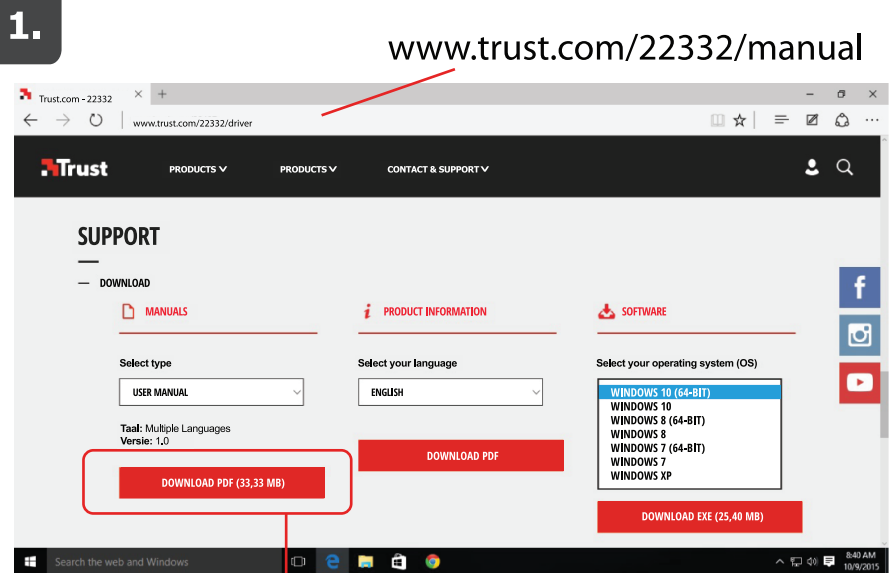 1.
www.trust.com/22332/manual
Trust.com - 22332
www.trust.com/22332/driver
Trust
PRODUCTS
PRODUCTS
CONTACT & SUPPORT
SUPPORT
DOWNLOAD
MANUALS
Select type
USER MANUAL
Taal: Multiple Languages
Versie: 1.0
DOWNLOAD PDF (33,33 MB)
PRODUCT INFORMATION
Select your language
ENGLISH
DOWNLOAD PDF
SOFTWARE
Select your operating system (OS)
WINDOWS 10 (64-BIT)
WINDOWS 10
WINDOWS 8 (64-BIT)
WINDOWS 8
WINDOWS 7 (64-BIT)
WINDOWS 7
WINDOWS XP
DOWNLOAD EXE (25,40 MB)
Search the web and Windows
8:40 AM
10/9/2015